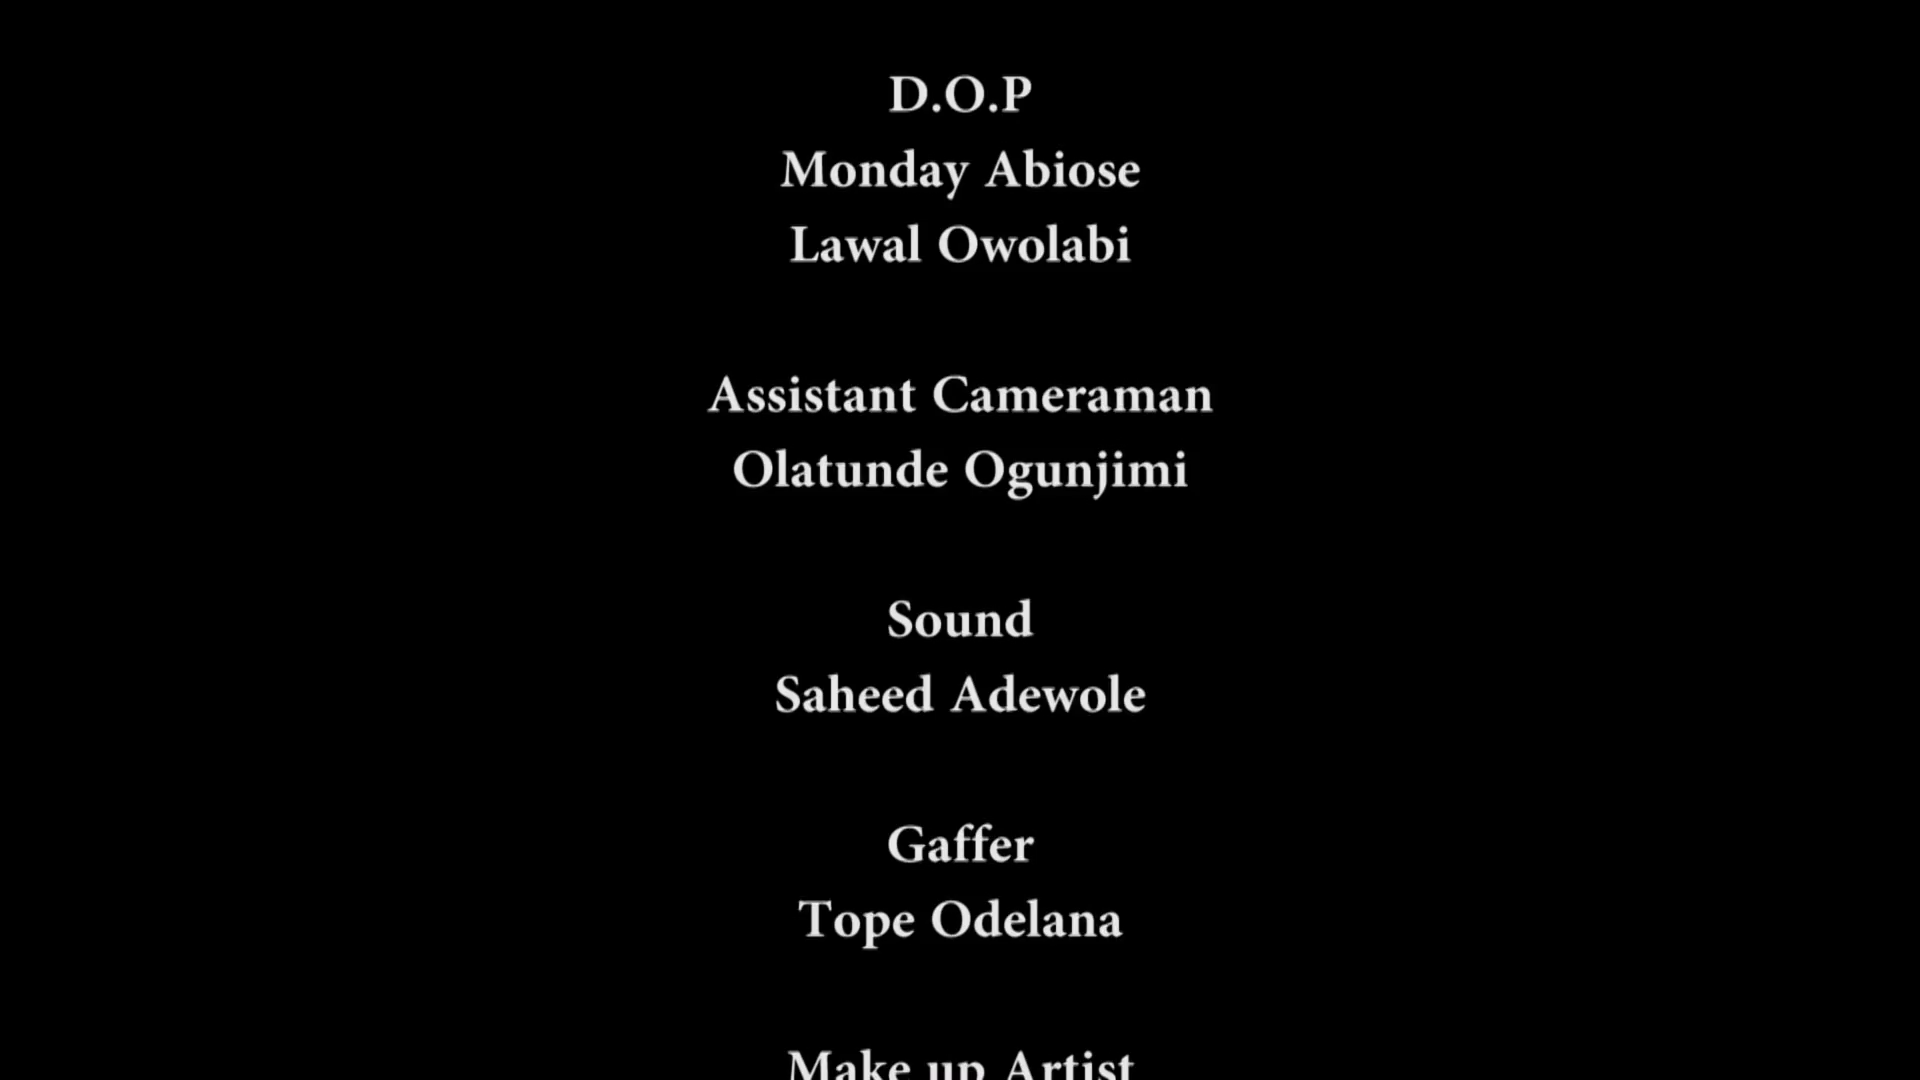 D.O.P
Monday Abiose
Lawal Owolabi
Assistant Cameraman
Olatunde Ogunjimi
Sound
Saheed Adewole
Gaffer
Tope Odelana
Make up Artist